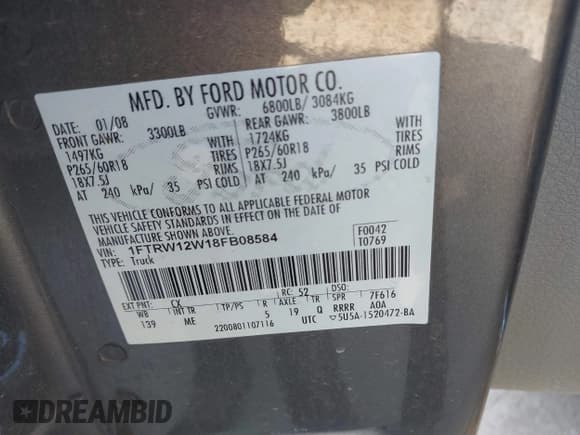 MFD. BY FORD MOTOR CO.
DATE: 01/08 GVWR: 6800LB/ 3084KG
FRONT GAWR: 3300LB REAR GAWR: 3800LB
1497KG WITH 1724KG WITH
P265/60R18 TIRES P265/60R18 TIRES
18X7.5J RIMS 18X7.5J RIMS
AT 240 kPa/ 35 PSI COLD AT 240 kPa/ 35 PSI COLD
THIS VEHICLE CONFORMS TO ALL APPLICABLE FEDERAL MOTOR
VEHICLE SAFETY STANDARDS IN EFFECT ON THE DATE OF
MANUFACTURE SHOWN ABOVE.
VIN: 1FTRW12W18FB08584 F0042
TYPE: Truck T0769
EXT PNT: CX RC: 52 DSO:
WB INT TR TP/PS R AXLE TR SPR 7F616
139 ME 5 19 Q RRRR A0A
2200801107116 UTC 5U5A-1520472-BA
DREAMBID